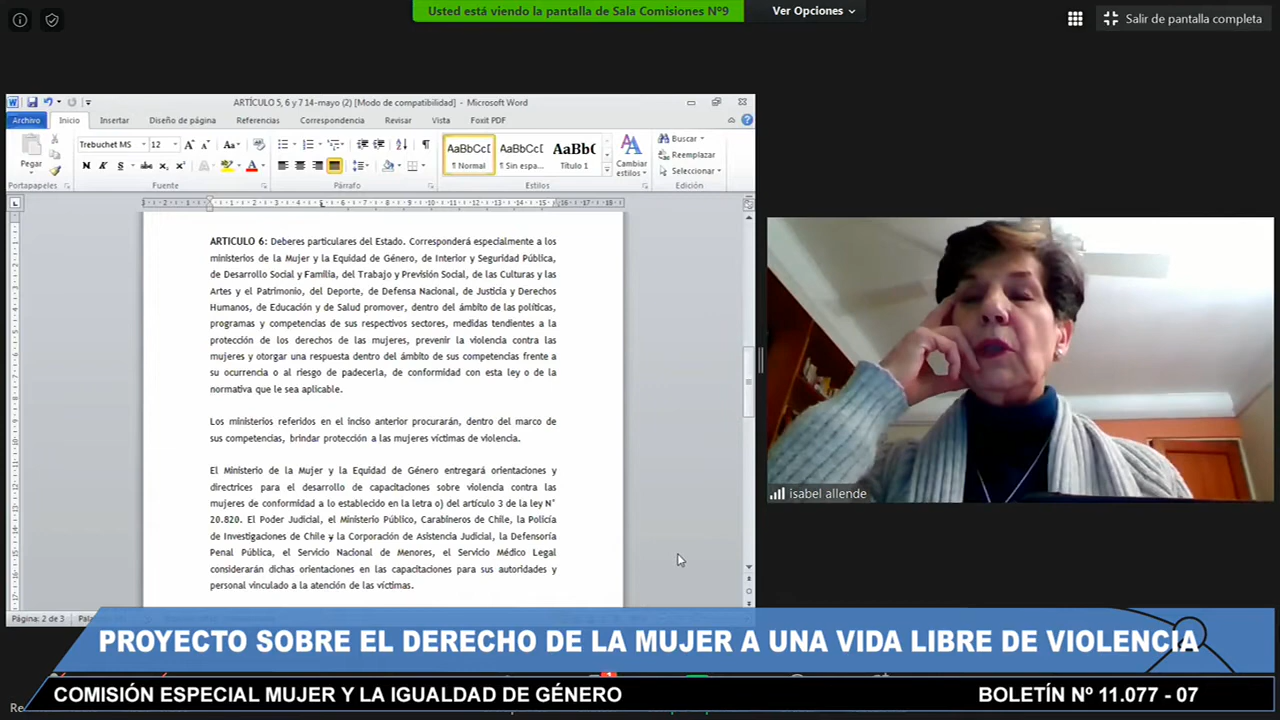 Usted está viendo la pantalla de Sala Comisiones Nº9
Ver Opciones
Salir de pantalla completa
ARTÍCULO 5, 6 y 7 14-mayo (2) [Modo de compatibilidad] - Microsoft Word
Archivo Inicio Insertar Diseño de página Referencias Correspondencia Revisar Vista Foxit PDF
Trebuchet MS 12
AaBbCcDc AaBbCcDc AaBbC
Buscar
Reemplazar
Seleccionar
Pegar
N K S abc
¶ Normal ¶ Sin espa... Título 1
Cambiar estilos
Portapapeles Fuente Párrafo Estilos Edición
ARTICULO 6: Deberes particulares del Estado. Corresponderá especialmente a los
ministerios de la Mujer y la Equidad de Género, de Interior y Seguridad Pública,
de Desarrollo Social y Familia, del Trabajo y Previsión Social, de las Culturas y las
Artes y el Patrimonio, del Deporte, de Defensa Nacional, de Justicia y Derechos
Humanos, de Educación y de Salud promover, dentro del ámbito de las políticas,
programas y competencias de sus respectivos sectores, medidas tendientes a la
protección de los derechos de las mujeres, prevenir la violencia contra las
mujeres y otorgar una respuesta dentro del ámbito de sus competencias frente a
su ocurrencia o al riesgo de padecerla, de conformidad con esta ley o de la
normativa que le sea aplicable.
Los ministerios referidos en el inciso anterior procurarán, dentro del marco de
sus competencias, brindar protección a las mujeres víctimas de violencia.
El Ministerio de la Mujer y la Equidad de Género entregará orientaciones y
directrices para el desarrollo de capacitaciones sobre violencia contra las
mujeres de conformidad a lo establecido en la letra o) del artículo 3 de la ley N°
20.820. El Poder Judicial, el Ministerio Público, Carabineros de Chile, la Policía
de Investigaciones de Chile y la Corporación de Asistencia Judicial, la Defensoría
Penal Pública, el Servicio Nacional de Menores, el Servicio Médico Legal
considerarán dichas orientaciones en las capacitaciones para sus autoridades y
personal vinculado a la atención de las víctimas.
isabel allende
Página: 2 de 3
PROYECTO SOBRE EL DERECHO DE LA MUJER A UNA VIDA LIBRE DE VIOLENCIA
COMISIÓN ESPECIAL MUJER Y LA IGUALDAD DE GÉNERO
BOLETÍN Nº 11.077 - 07